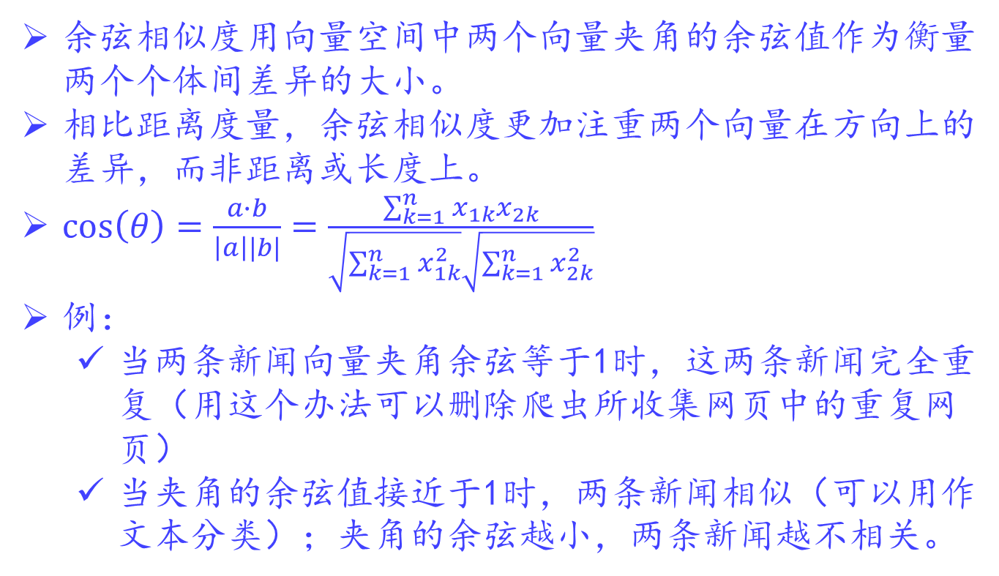 ➢ 余弦相似度用向量空间中两个向量夹角的余弦值作为衡量
两个个体间差异的大小。
➢ 相比距离度量，余弦相似度更加注重两个向量在方向上的
差异，而非距离或长度上。
➢ cos(θ) = \frac{a·b}{|a||b|} = \frac{\sum_{k=1}^{n} x_{1k}x_{2k}}{\sqrt{\sum_{k=1}^{n} x_{1k}^{2}}\sqrt{\sum_{k=1}^{n} x_{2k}^{2}}}
➢ 例：
✓ 当两条新闻向量夹角余弦等于1时，这两条新闻完全重
复（用这个办法可以删除爬虫所收集网页中的重复网
页）
✓ 当夹角的余弦值接近于1时，两条新闻相似（可以用作
文本分类）；夹角的余弦越小，两条新闻越不相关。